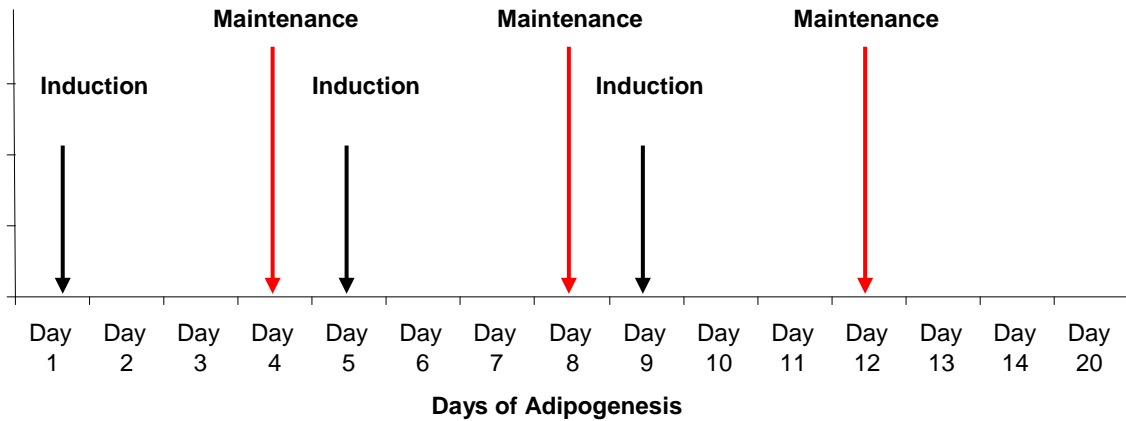 Maintenance Maintenance Maintenance
Induction Induction Induction
Day Day Day Day Day Day Day Day Day Day Day Day Day Day Day
1 2 3 4 5 6 7 8 9 10 11 12 13 14 20
Days of Adipogenesis